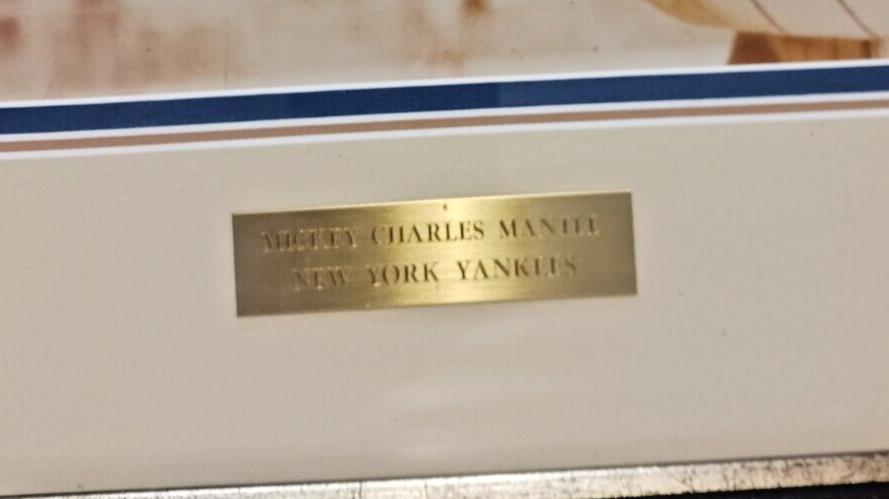 MICKEY CHARLES MANTLE
NEW YORK YANKEES